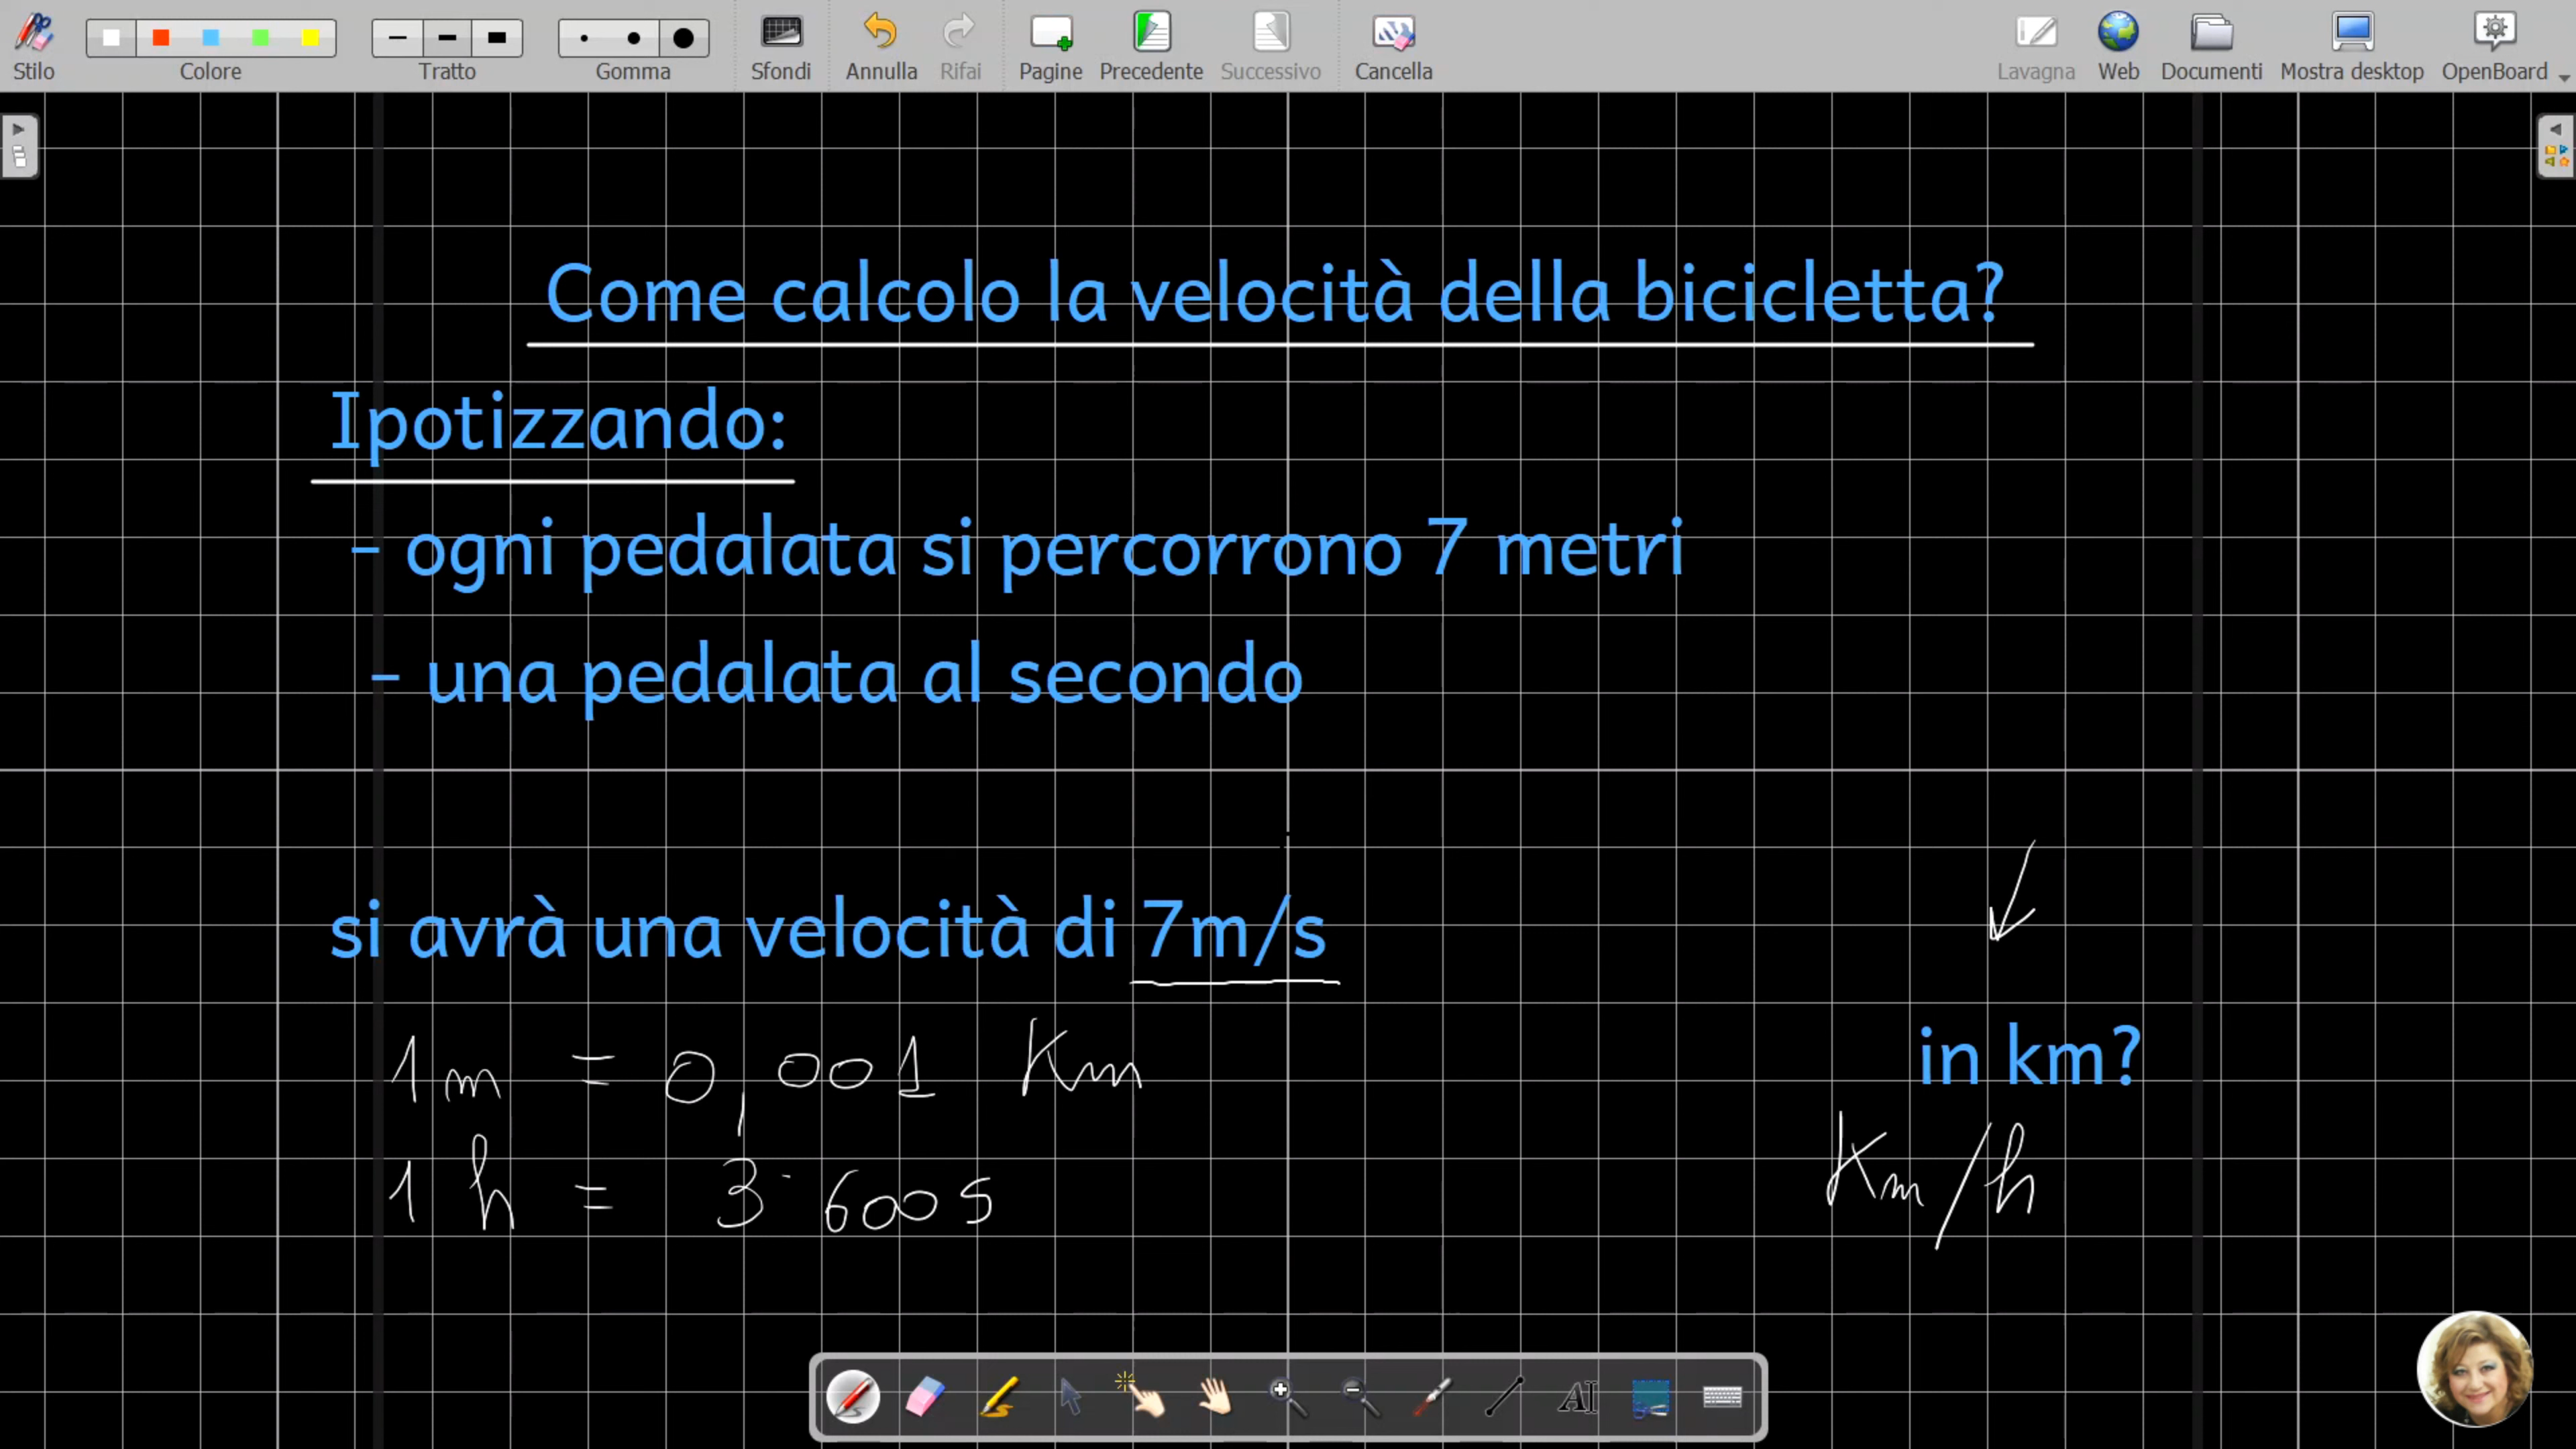 Stilo Colore Tratto Gomma Sfondi Annulla Rifai Pagine Precedente Successivo Cancella Lavagna Web Documenti Mostra desktop OpenBoard
Come calcolo la velocità della bicicletta?
Ipotizzando:
- ogni pedalata si percorrono 7 metri
- una pedalata al secondo
si avrà una velocità di 7m/s
1m = 0,001 Km
in km?
1 h = 3·600 s
Km/h
AI